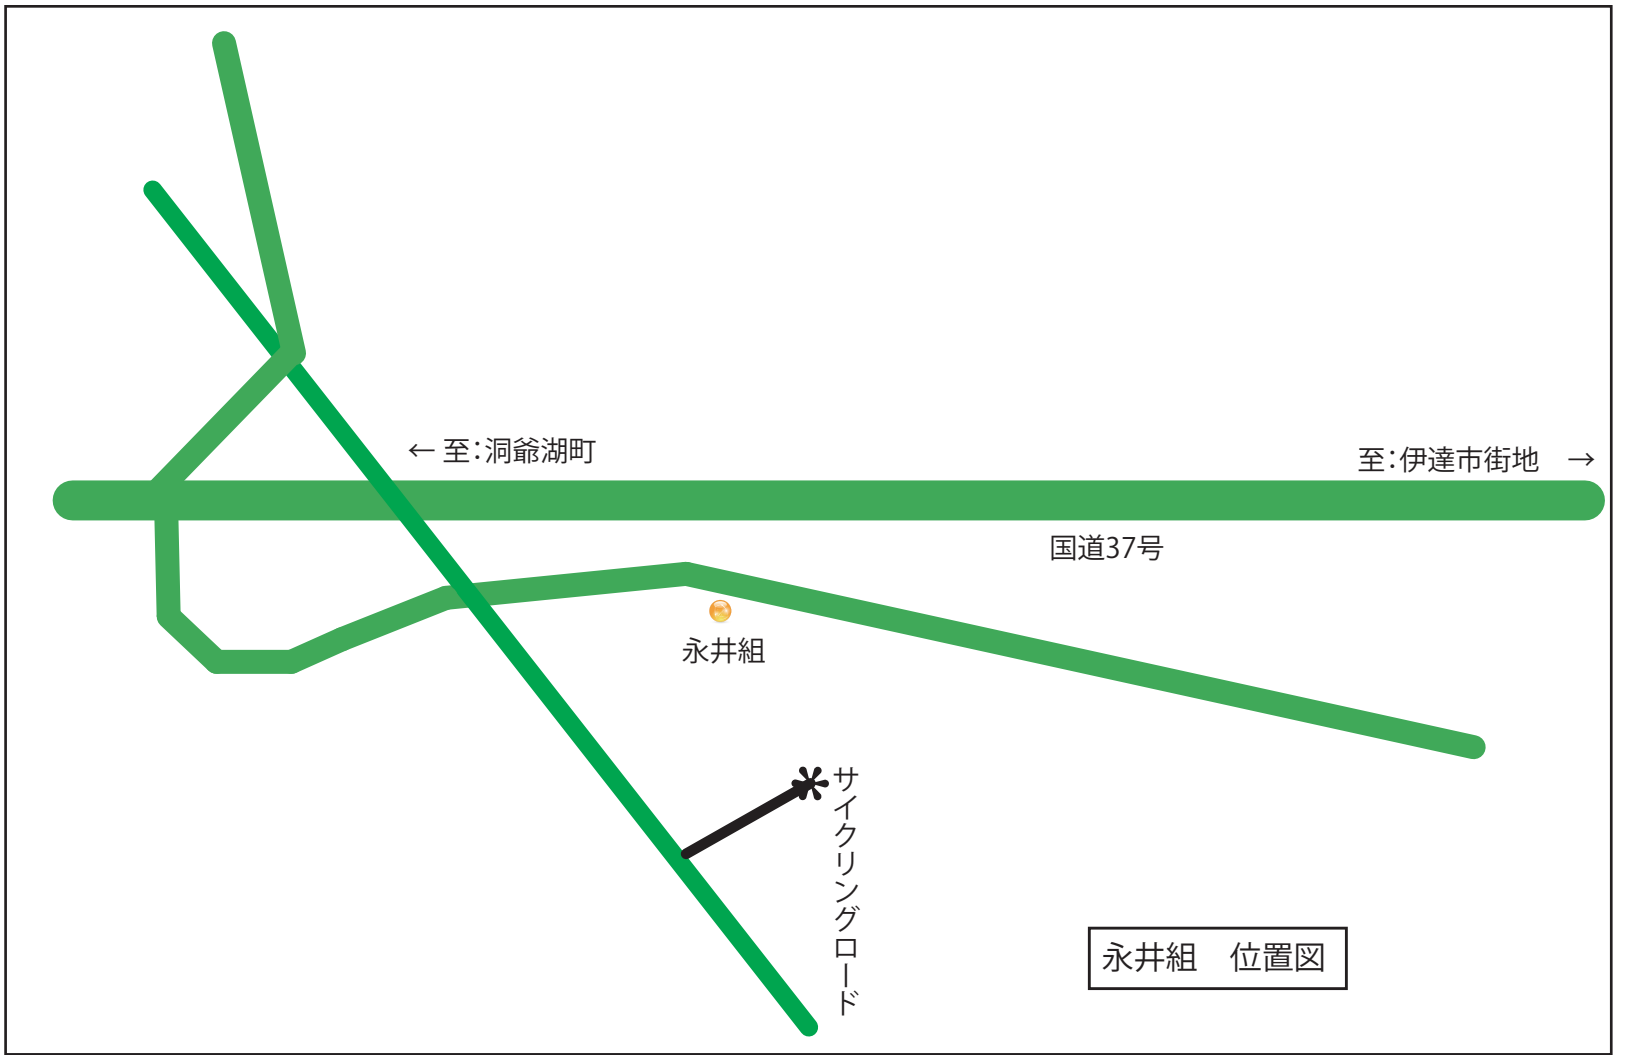 ← 至：洞爺湖町
至：伊達市街地　→
国道37号
永井組
サイクリングロード
永井組　位置図